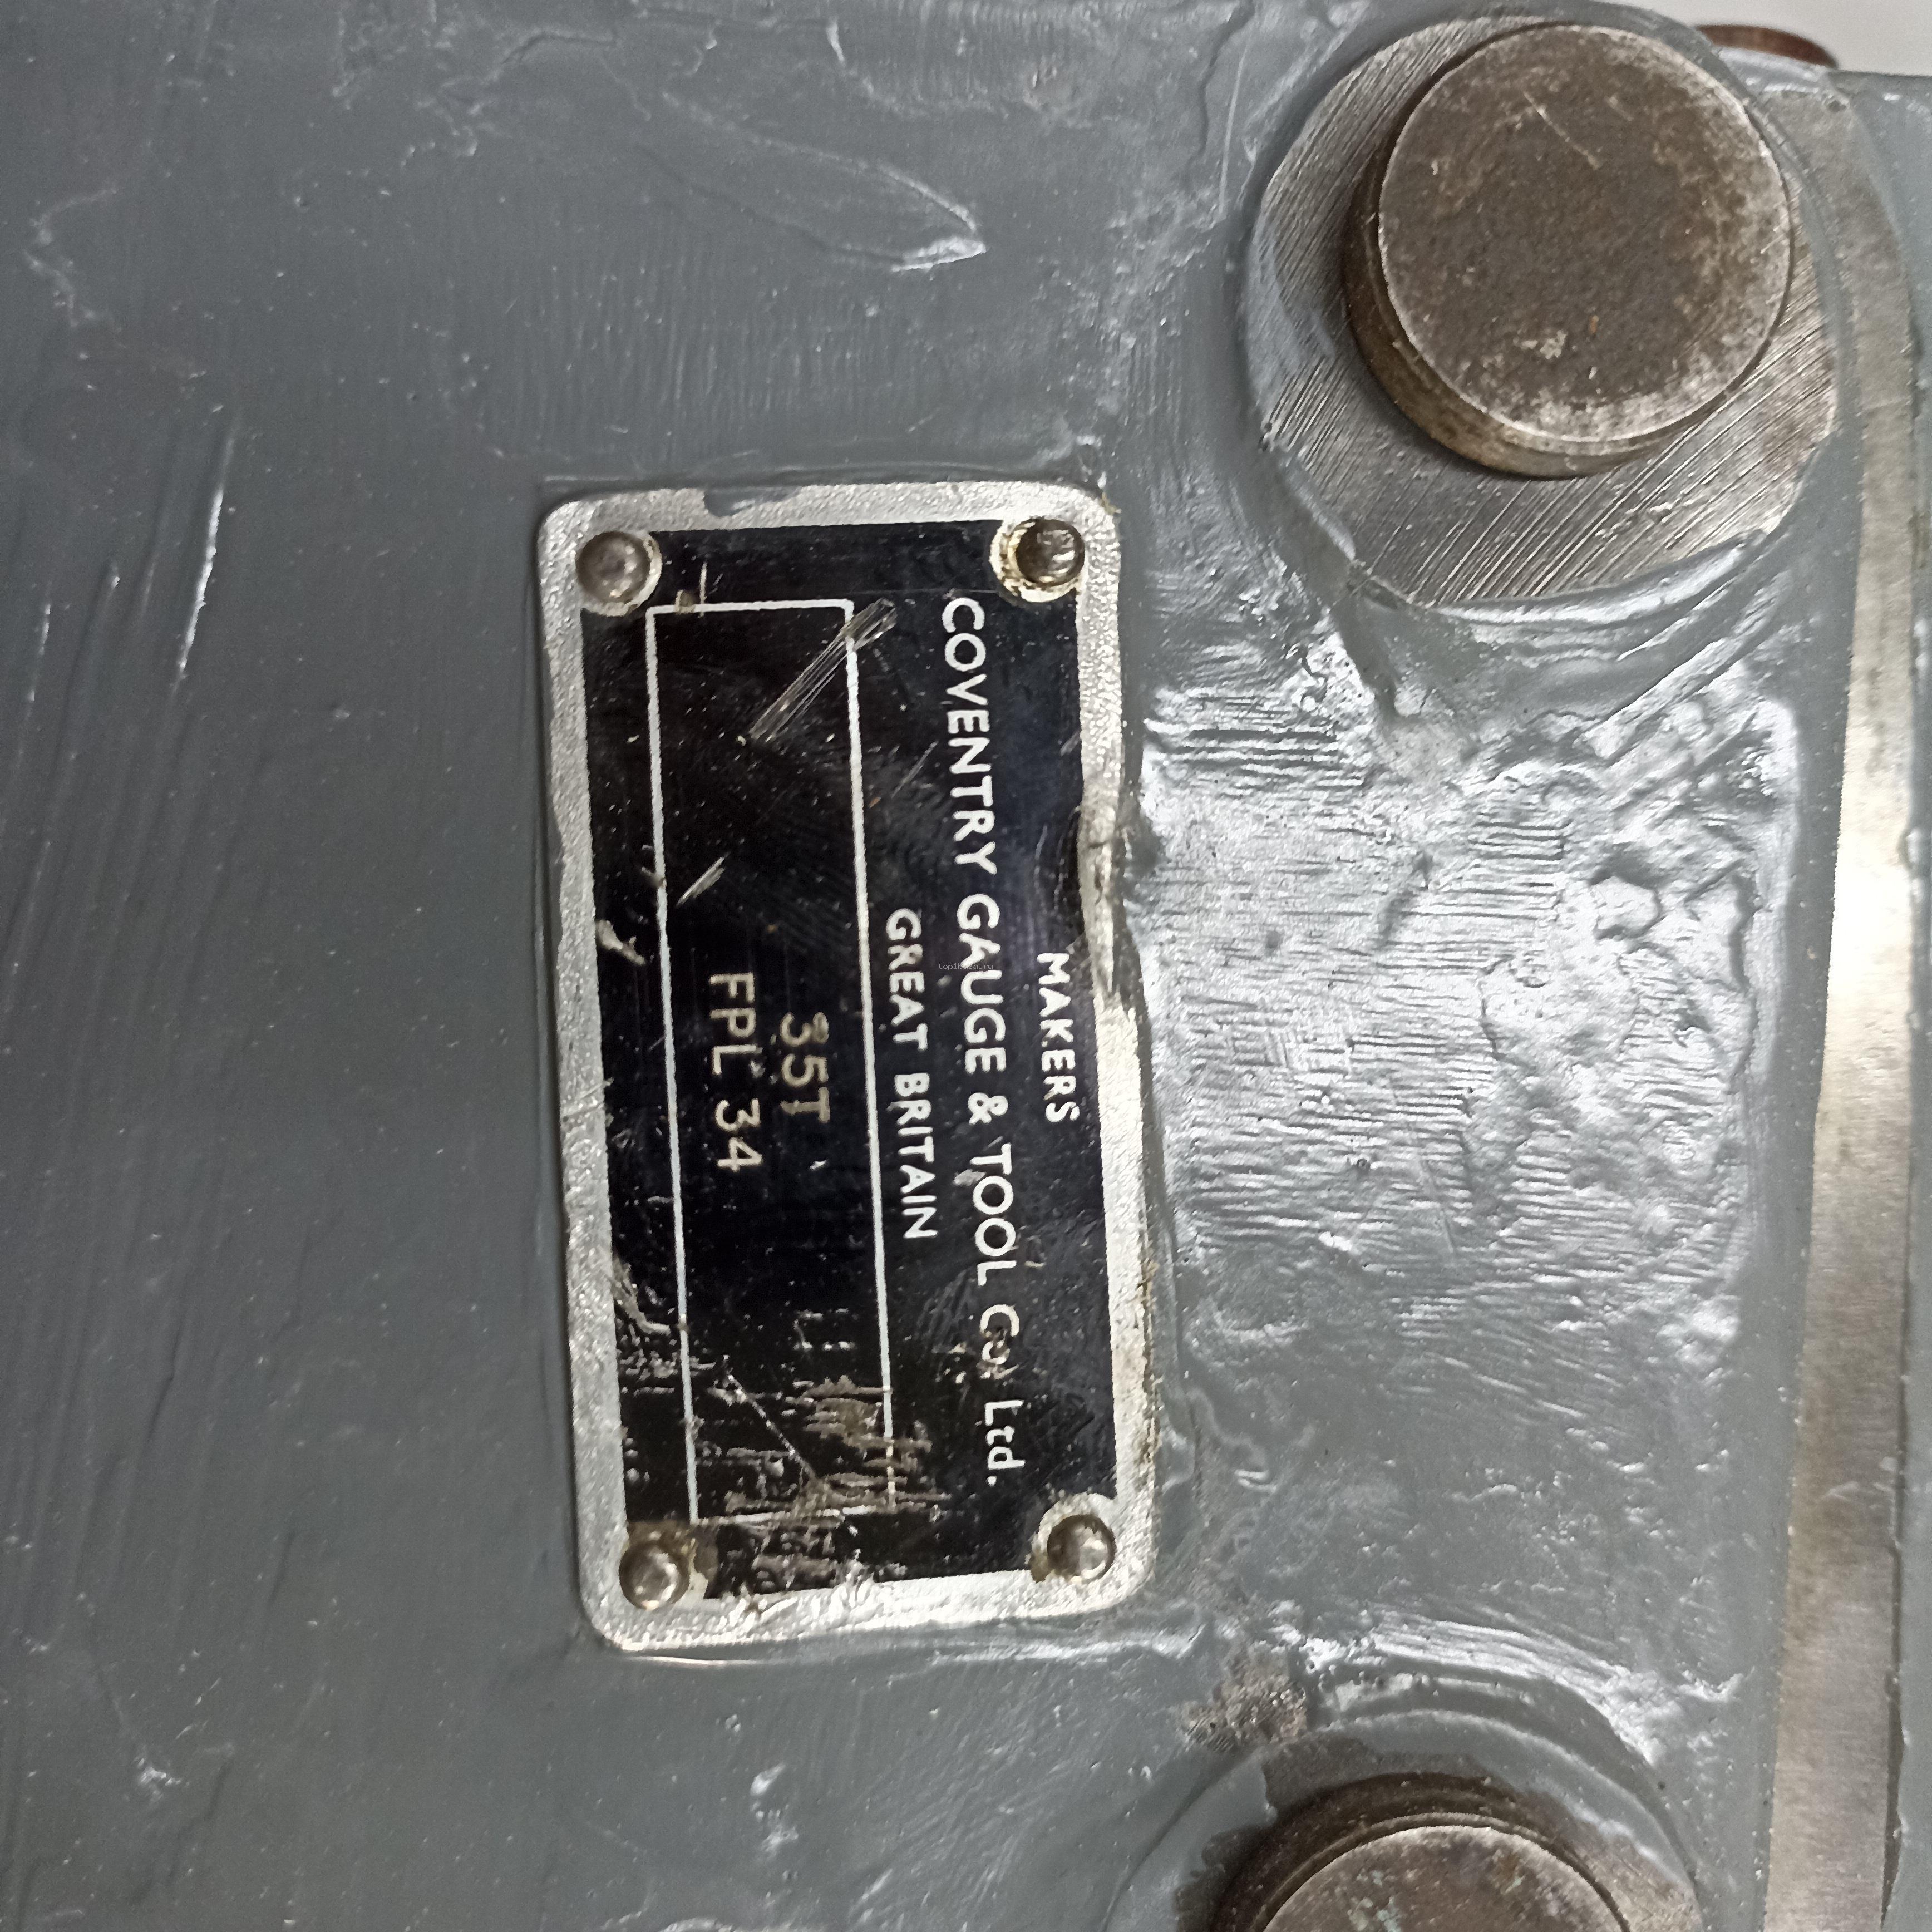 MAKERS
COVENTRY GAUGE & TOOL Co. Ltd.
GREAT BRITAIN
35T
FPL 34